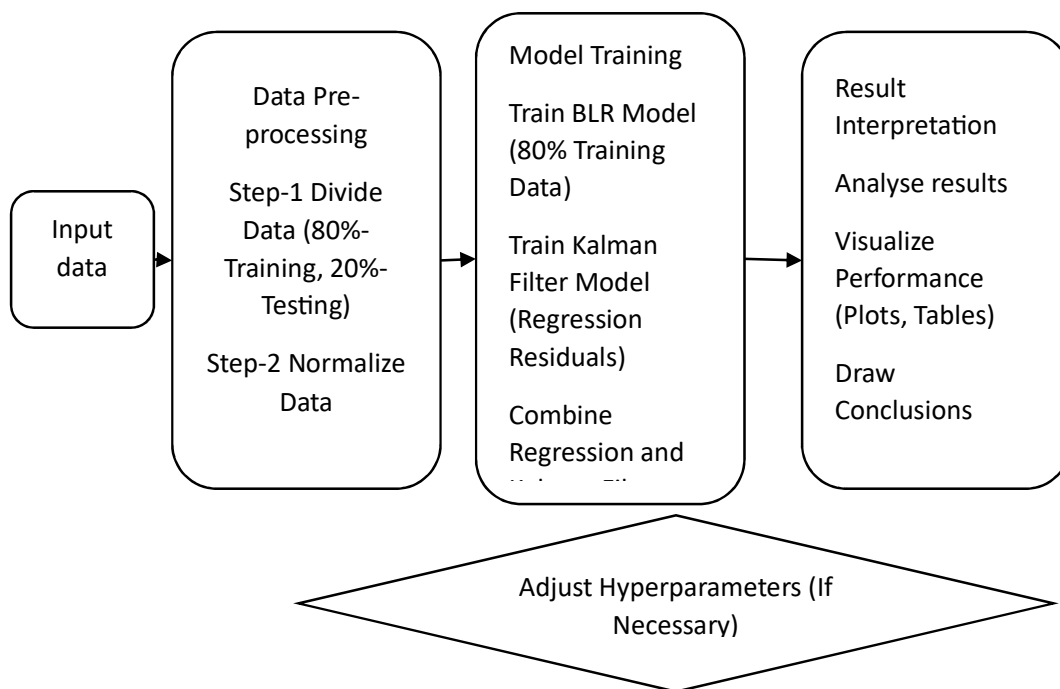 Input
data
Data Pre-
processing
Step-1 Divide
Data (80%-
Training, 20%-
Testing)
Step-2 Normalize
Data
Model Training
Train BLR Model
(80% Training
Data)
Train Kalman
Filter Model
(Regression
Residuals)
Combine
Regression and
Result
Interpretation
Analyse results
Visualize
Performance
(Plots, Tables)
Draw
Conclusions
Adjust Hyperparameters (If
Necessary)